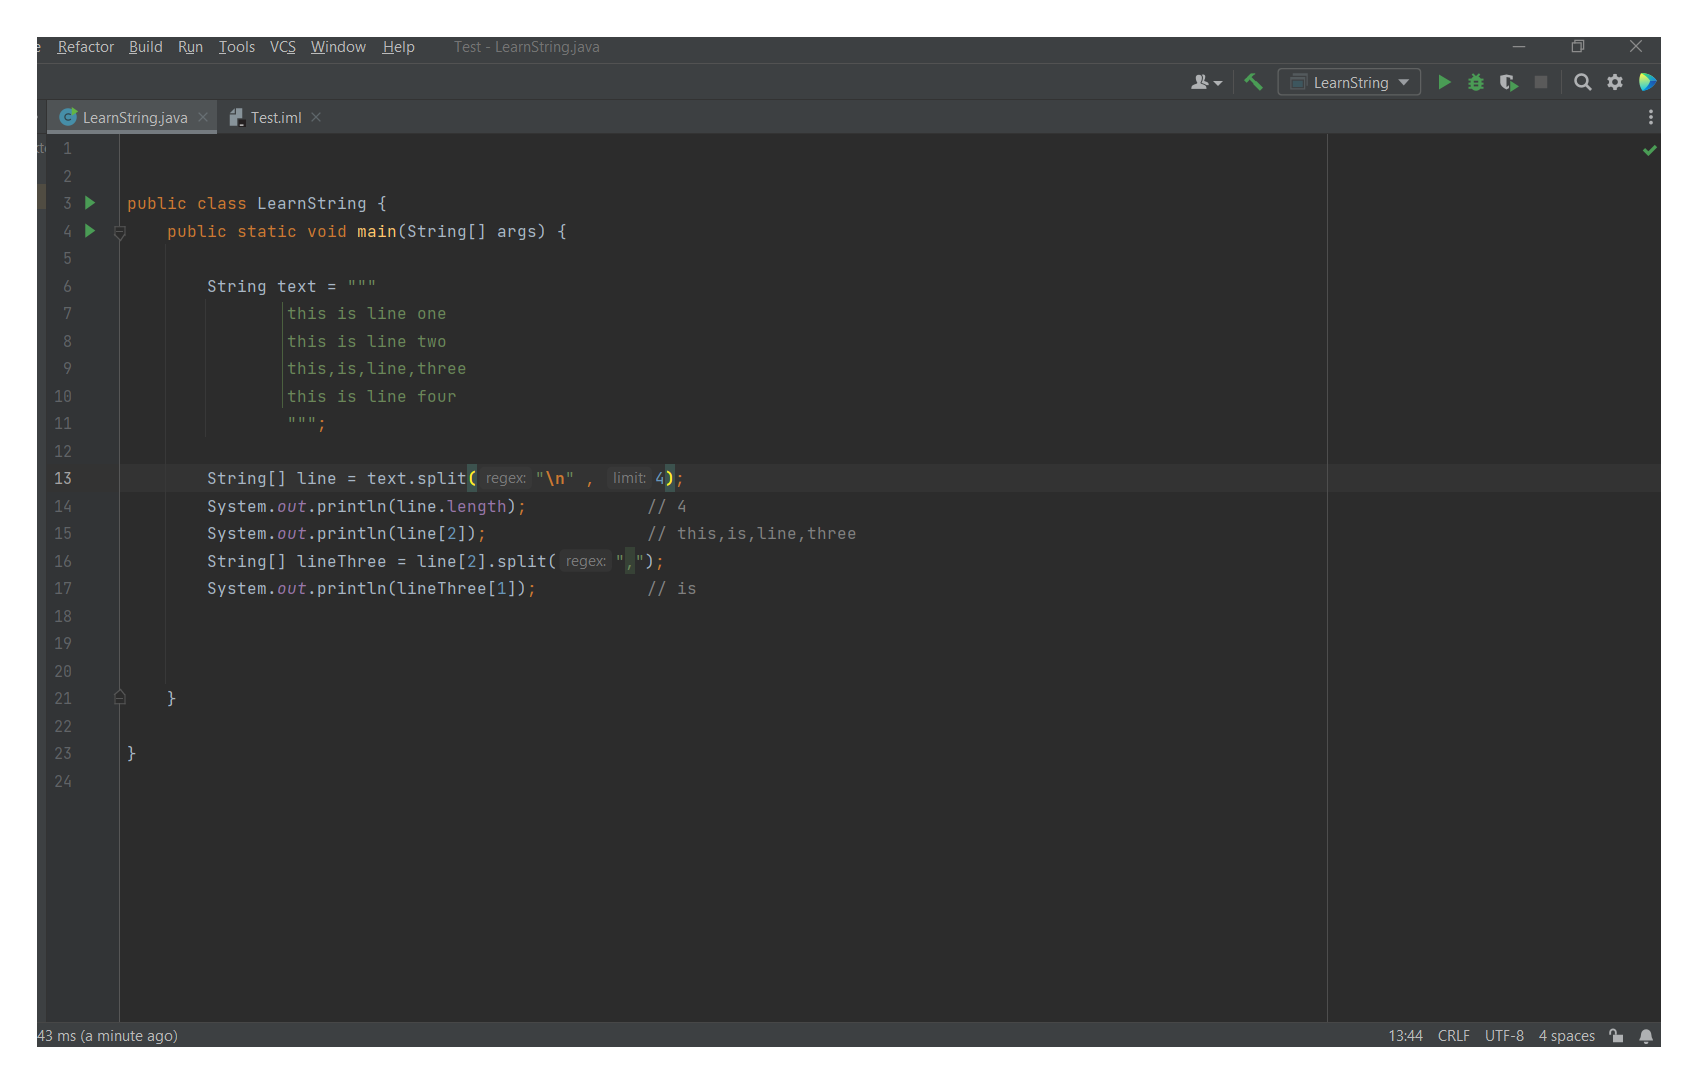 Refactor Build Run Tools VCS Window Help Test - LearnString.java
LearnString
LearnString.java Test.iml
1
2
3 public class LearnString {
4 public static void main(String[] args) {
5
6 String text = """
7 this is line one
8 this is line two
9 this,is,line,three
10 this is line four
11 """;
12
13 String[] line = text.split( regex: "\n" , limit: 4);
14 System.out.println(line.length); // 4
15 System.out.println(line[2]); // this,is,line,three
16 String[] lineThree = line[2].split( regex: ",");
17 System.out.println(lineThree[1]); // is
18
19
20
21 }
22
23 }
24
43 ms (a minute ago) 13:44 CRLF UTF-8 4 spaces